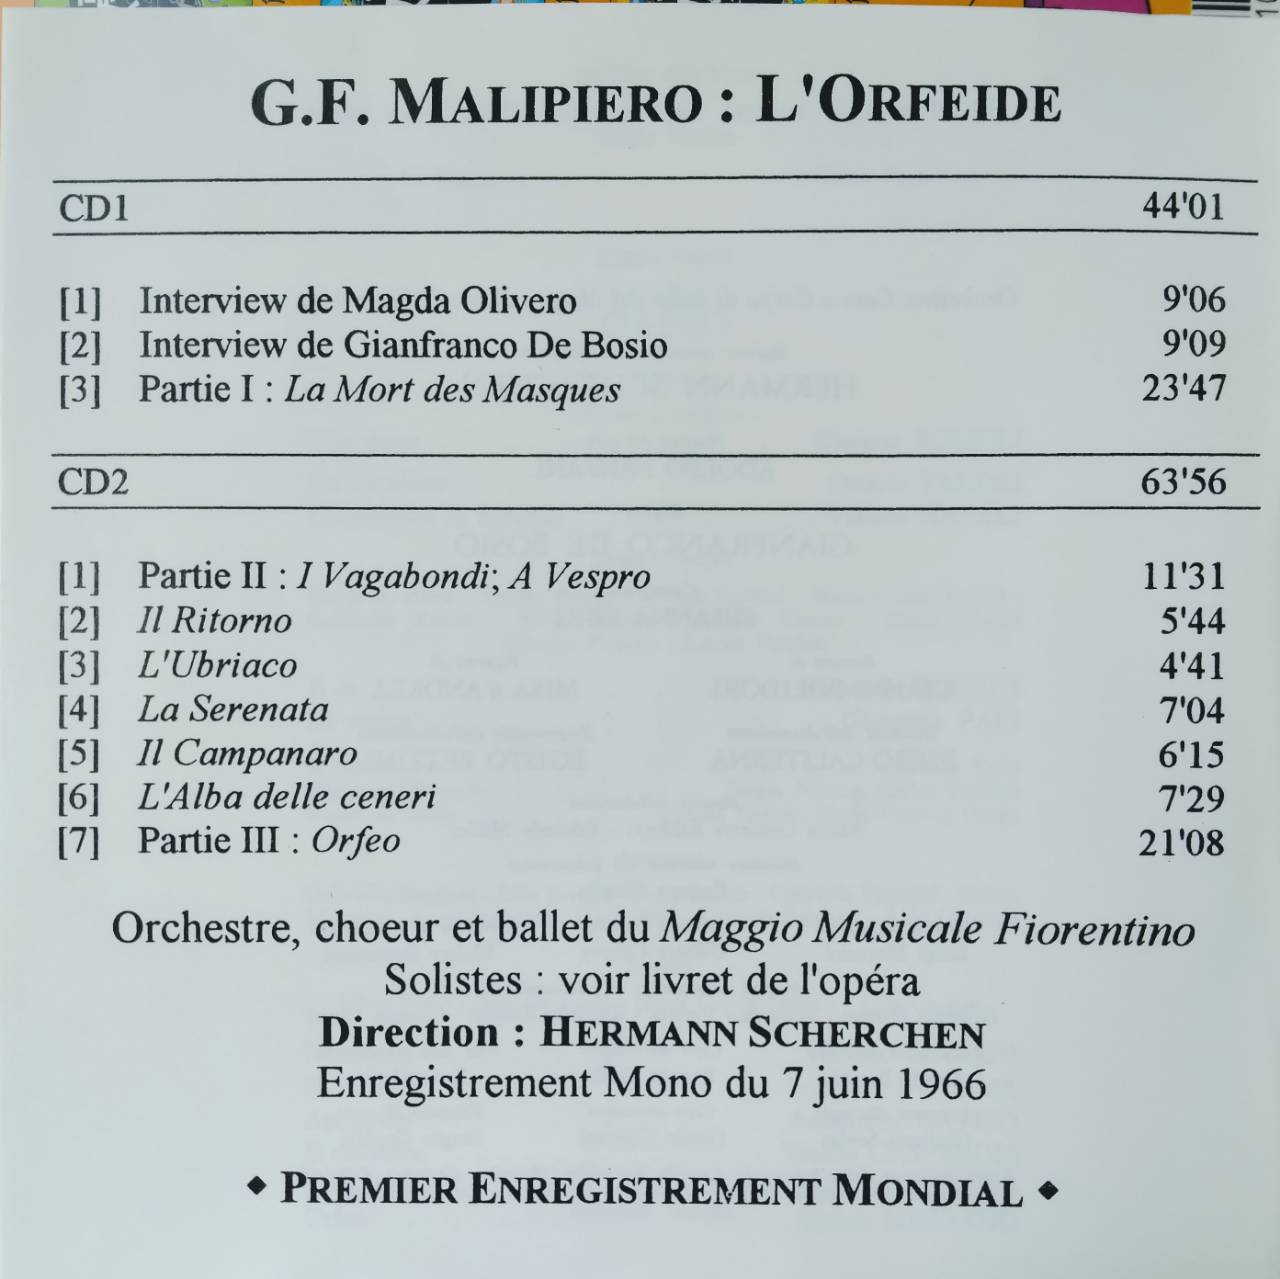 G.F. MALIPIERO : L'ORFEIDE
CD1 44'01
[1] Interview de Magda Olivero 9'06
[2] Interview de Gianfranco De Bosio 9'09
[3] Partie I : La Mort des Masques 23'47
CD2 63'56
[1] Partie II : I Vagabondi; A Vespro 11'31
[2] Il Ritorno 5'44
[3] L'Ubriaco 4'41
[4] La Serenata 7'04
[5] Il Campanaro 6'15
[6] L'Alba delle ceneri 7'29
[7] Partie III : Orfeo 21'08
Orchestre, choeur et ballet du Maggio Musicale Fiorentino
Solistes : voir livret de l'opéra
Direction : HERMANN SCHERCHEN
Enregistrement Mono du 7 juin 1966
◆ PREMIER ENREGISTREMENT MONDIAL ◆